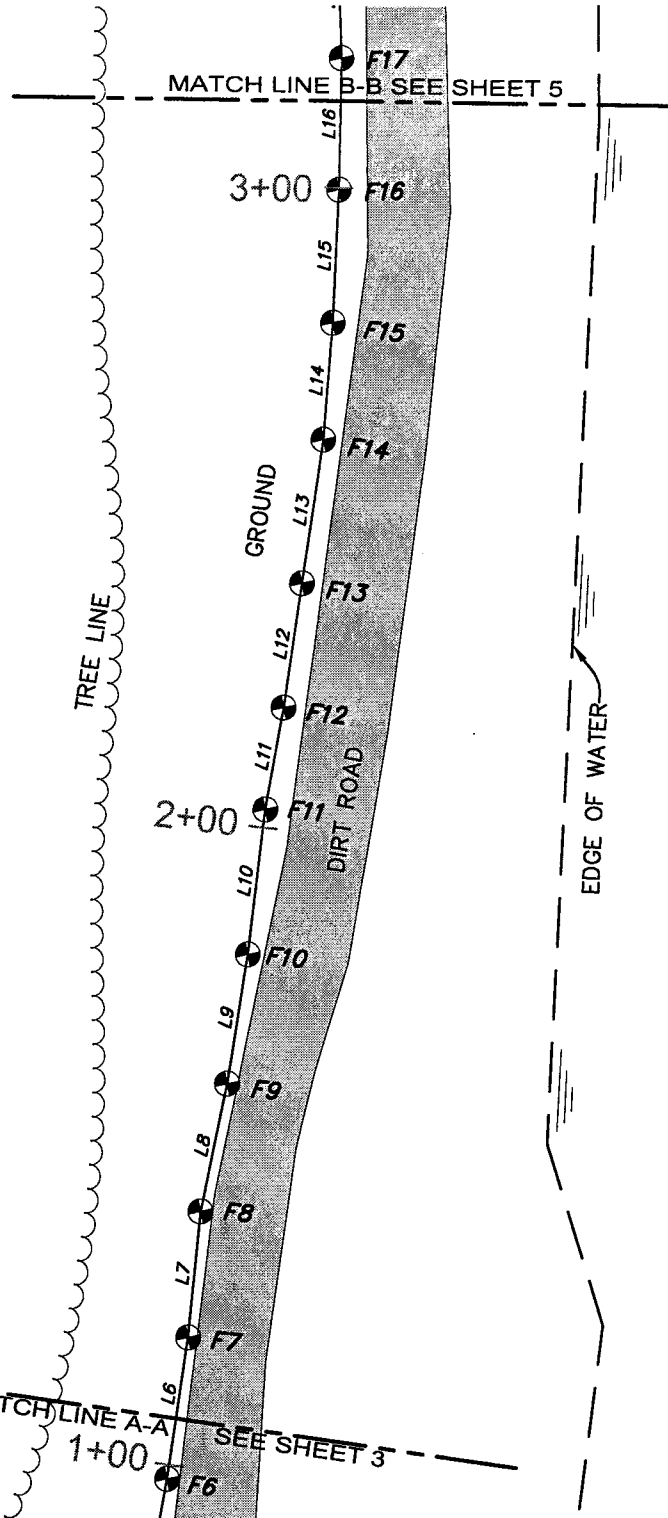 F17
MATCH LINE B-B SEE SHEET 5
L16
3+00
F16
L15
F15
L14
F14
GROUND
L13
F13
TREE LINE
L12
F12
EDGE OF WATER
L11
F11
2+00
DIRT ROAD
L10
F10
L9
F9
L8
F8
L7
F7
L6
TCH LINE A-A
SEE SHEET 3
1+00
F6